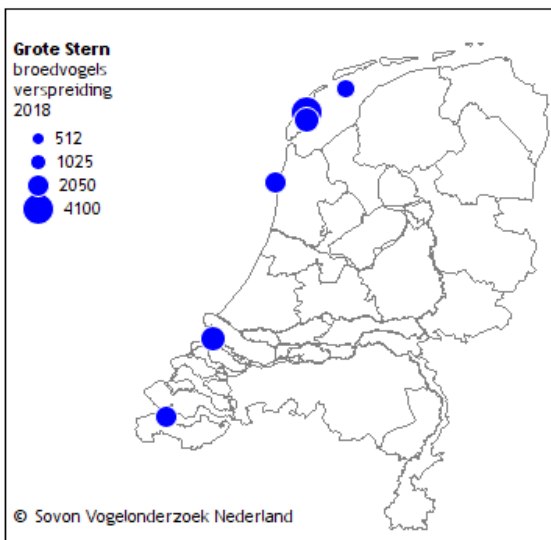 Grote Stern
broedvogels
verspreiding
2018
512
1025
2050
4100
© Sovon Vogelonderzoek Nederland